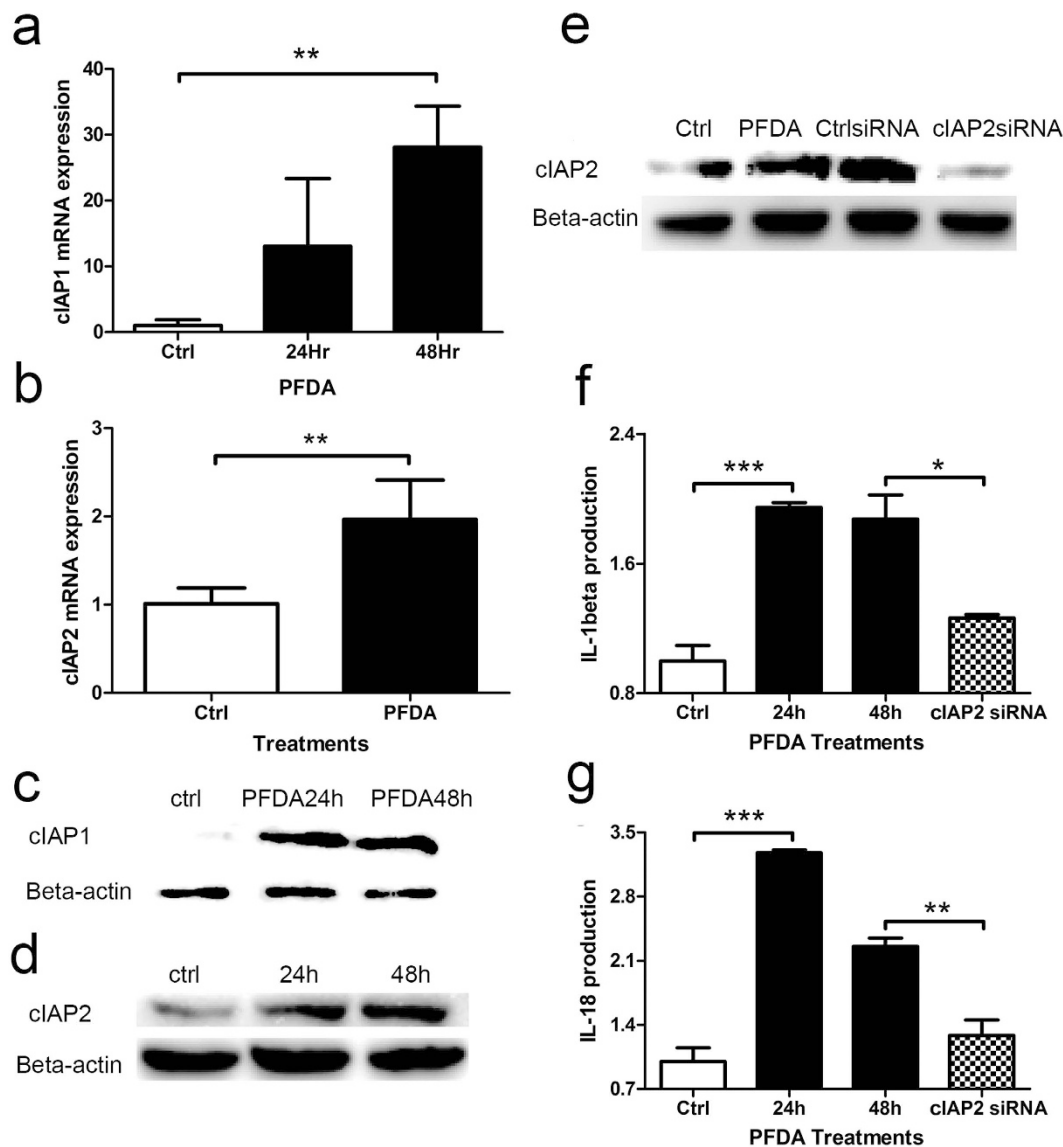 a
**
40
30
20
10
0
cIAP1 mRNA expression
Ctrl 24Hr 48Hr
PFDA
b
**
3
2
1
0
cIAP2 mRNA expression
Ctrl PFDA
Treatments
c
ctrl PFDA24h PFDA48h
cIAP1
Beta-actin
d
ctrl 24h 48h
cIAP2
Beta-actin
e
Ctrl PFDA CtrlsiRNA cIAP2siRNA
cIAP2
Beta-actin
f
*** *
2.4
1.6
0.8
IL-1beta production
Ctrl 24h 48h cIAP2 siRNA
PFDA Treatments
g
*** **
3.5
2.8
2.1
1.4
0.7
IL-18 production
Ctrl 24h 48h cIAP2 siRNA
PFDA Treatments